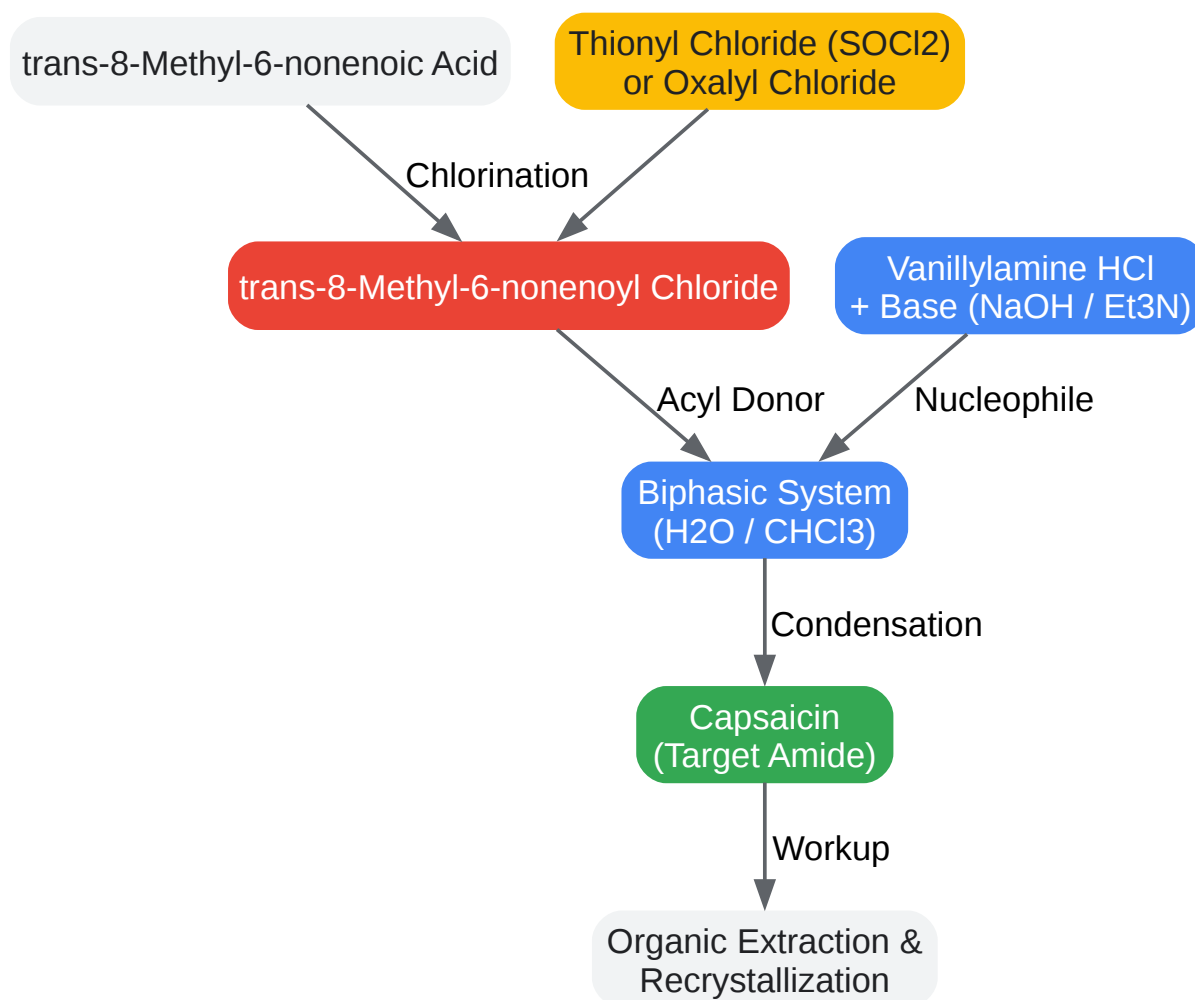 trans-8-Methyl-6-nonenoic Acid
Thionyl Chloride (SOCl2)
or Oxalyl Chloride
Chlorination
trans-8-Methyl-6-nonenoyl Chloride
Vanillylamine HCl
+ Base (NaOH / Et3N)
Acyl Donor
Nucleophile
Biphasic System
(H2O / CHCl3)
Condensation
Capsaicin
(Target Amide)
Workup
Organic Extraction &
Recrystallization